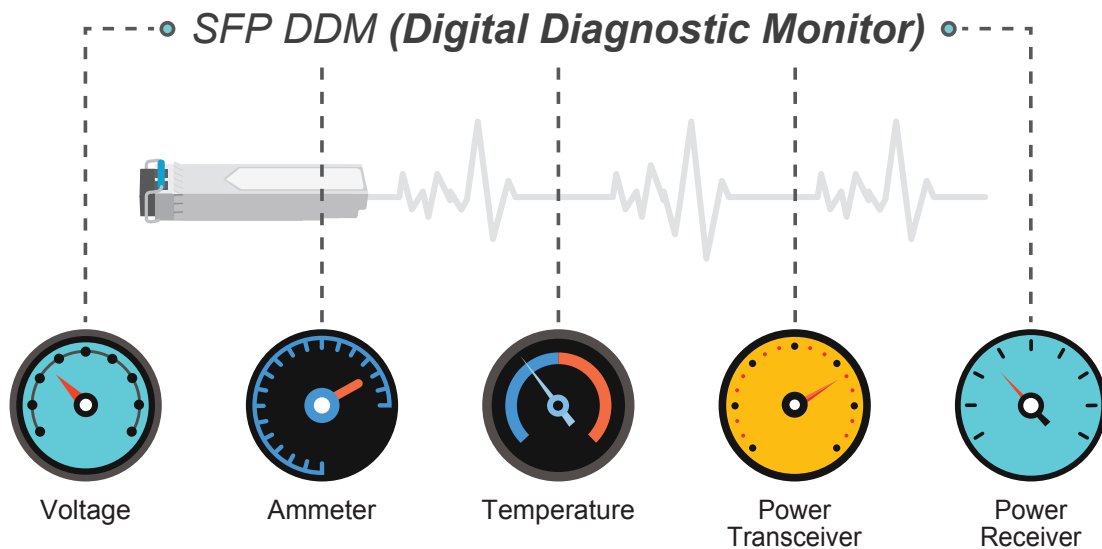 SFP DDM (Digital Diagnostic Monitor)
Voltage
Ammeter
Temperature
Power
Transceiver
Power
Receiver